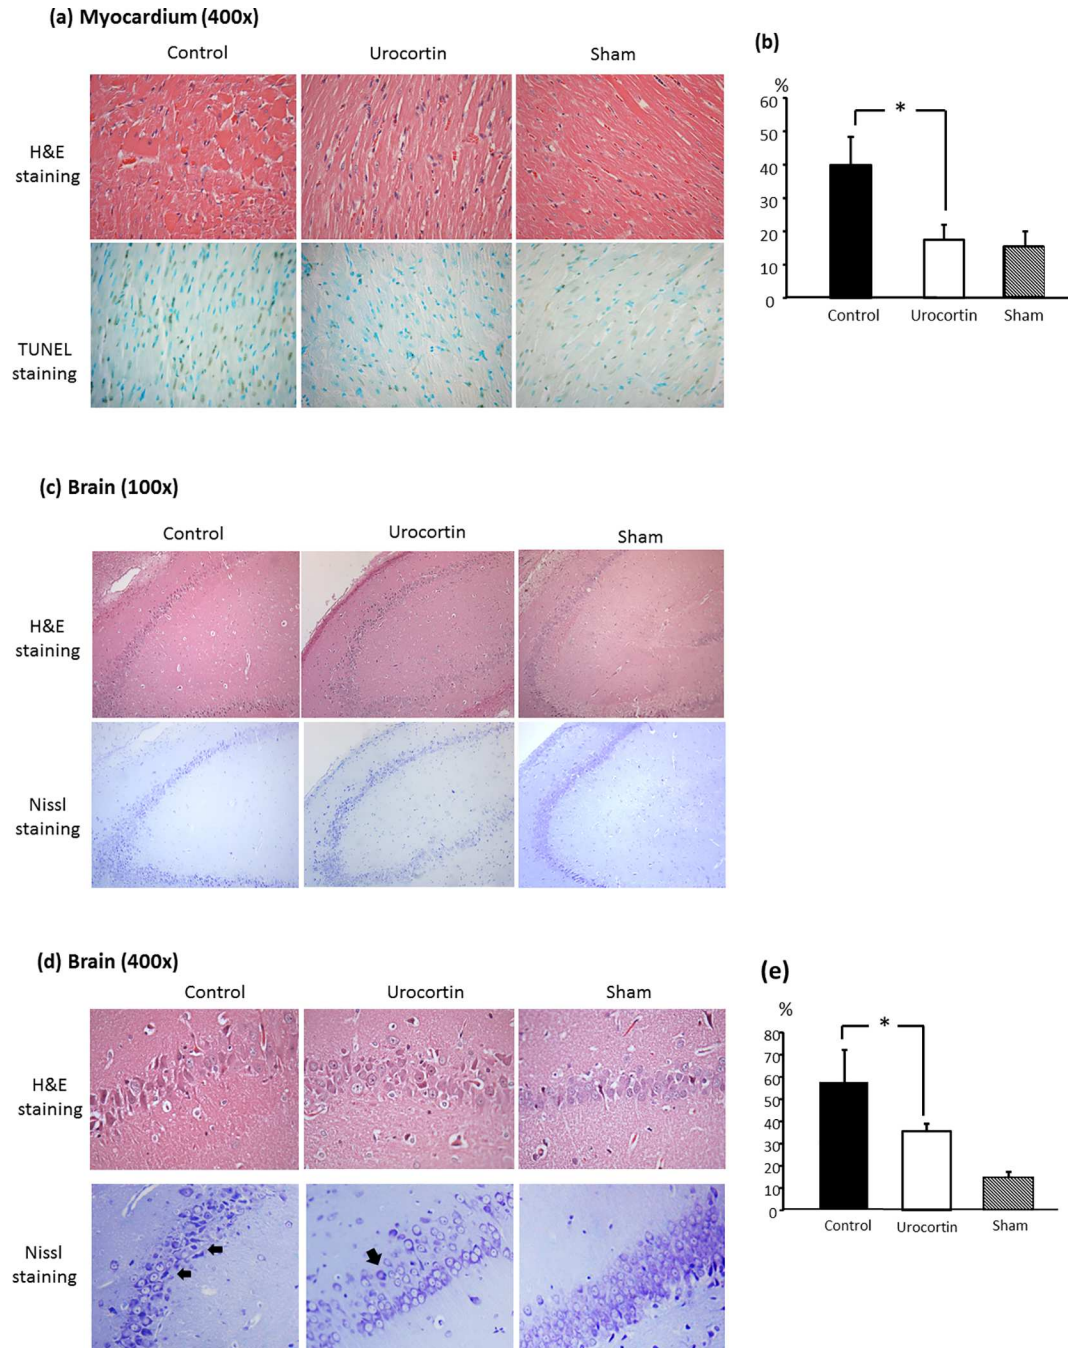 (a) Myocardium (400x)
Control Urocortin Sham
H&E
staining
TUNEL
staining
(b)
%
60
50
40
30
20
10
0
*
Control Urocortin Sham
(c) Brain (100x)
Control Urocortin Sham
H&E
staining
Nissl
staining
(d) Brain (400x)
Control Urocortin Sham
H&E
staining
Nissl
staining
(e)
%
80
70
60
50
40
30
20
10
0
*
Control Urocortin Sham